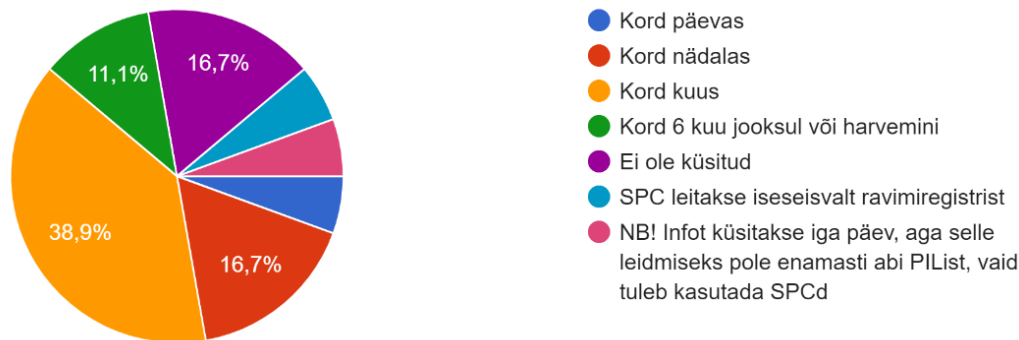 16,7%
11,1%
38,9%
16,7%
Kord päevas
Kord nädalas
Kord kuus
Kord 6 kuu jooksul või harvemini
Ei ole küsitud
SPC leitakse iseseisvalt ravimiregistrist
NB! Infot küsitakse iga päev, aga selle
leidmiseks pole enamasti abi PIList, vaid
tuleb kasutada SPCd